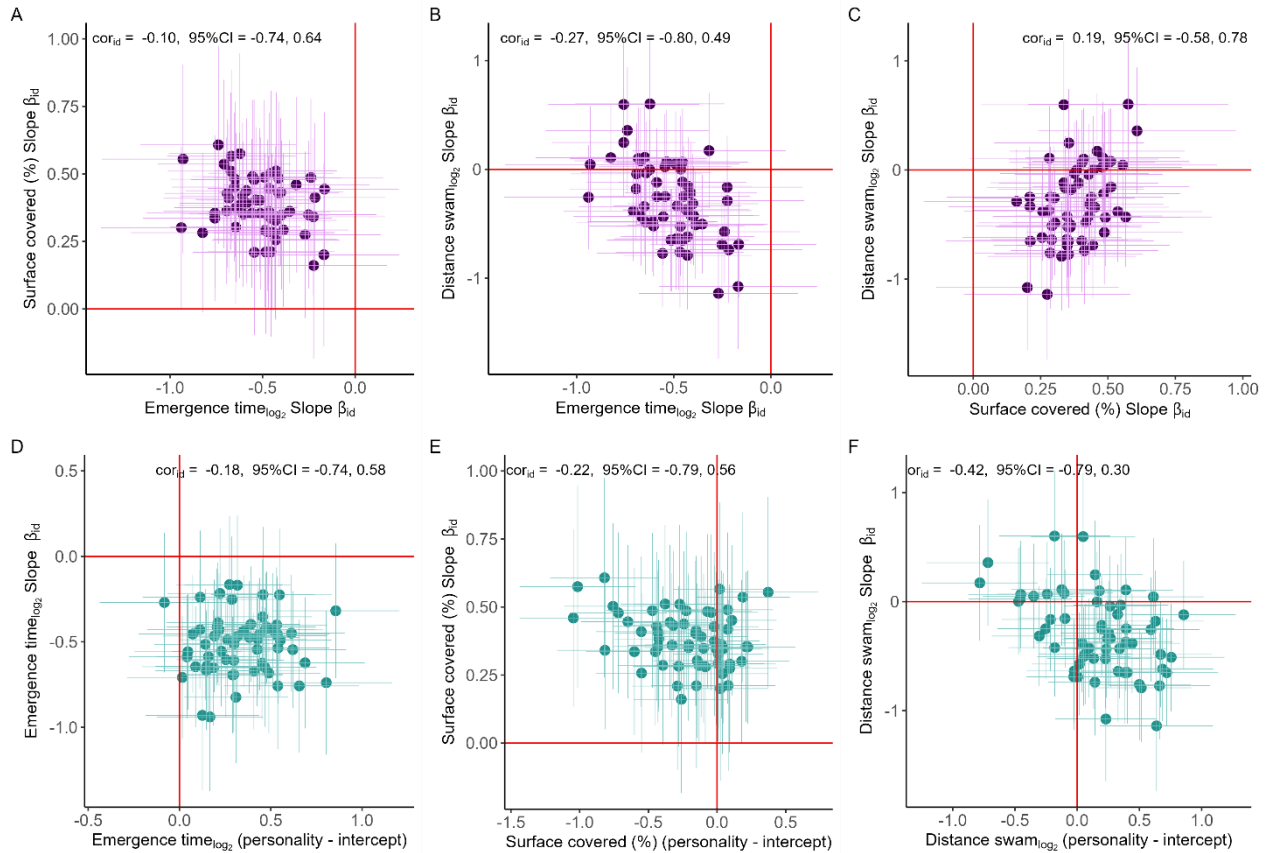 A
cor_id = -0.10, 95%CI = -0.74, 0.64
1.00
0.75
0.50
0.25
0.00
Surface covered (%) Slope β_id
-1.0 -0.5 0.0
Emergence time_log₂ Slope β_id
B
cor_id = -0.27, 95%CI = -0.80, 0.49
1
0
-1
Distance swam_log₂ Slope β_id
-1.0 -0.5 0.0
Emergence time_log₂ Slope β_id
C
cor_id = 0.19, 95%CI = -0.58, 0.78
1
0
-1
Distance swam_log₂ Slope β_id
0.00 0.25 0.50 0.75 1.00
Surface covered (%) Slope β_id
D
cor_id = -0.18, 95%CI = -0.74, 0.58
0.5
0.0
-0.5
-1.0
Emergence time_log₂ Slope β_id
-0.5 0.0 0.5 1.0
Emergence time_log₂ (personality - intercept)
E
cor_id = -0.22, 95%CI = -0.79, 0.56
1.00
0.75
0.50
0.25
0.00
Surface covered (%) Slope β_id
-1.5 -1.0 -0.5 0.0 0.5
Surface covered (%) (personality - intercept)
F
or_id = -0.42, 95%CI = -0.79, 0.30
1
0
-1
Distance swam_log₂ Slope β_id
-1.0 -0.5 0.0 0.5 1.0
Distance swam_log₂ (personality - intercept)